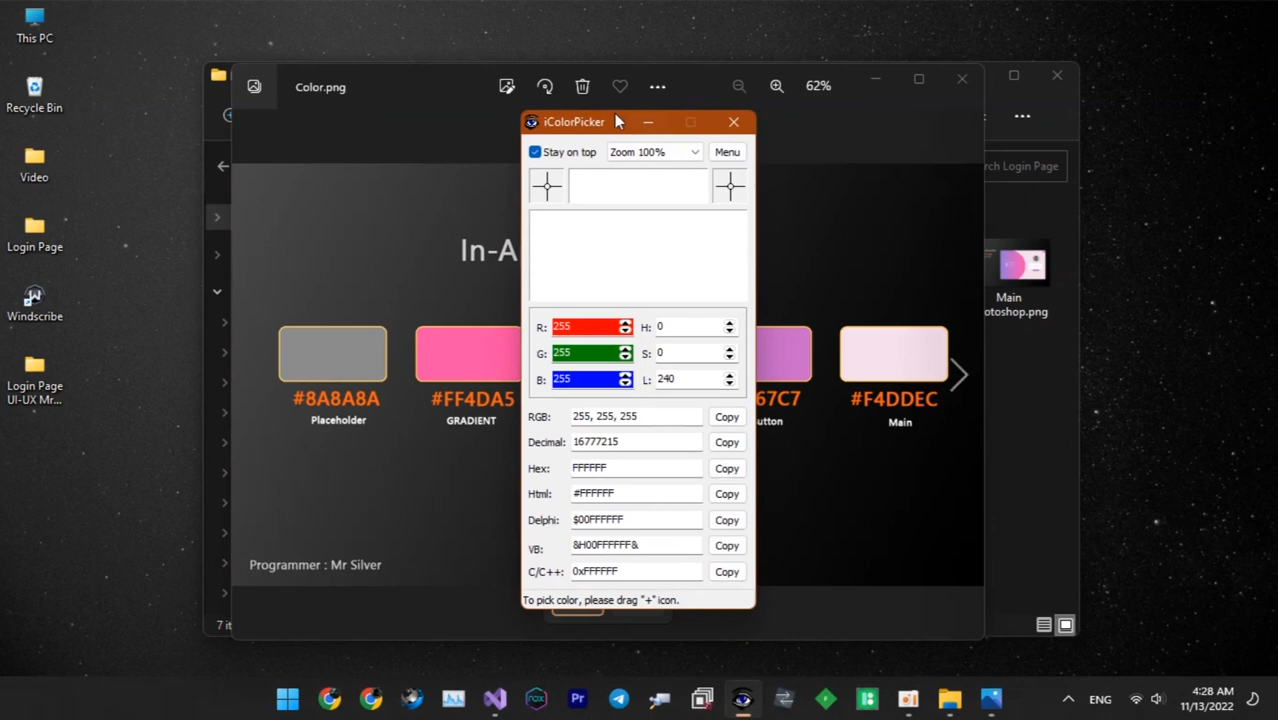 This PC
Recycle Bin
Video
Login Page
Windscribe
Login Page
UI-UX Mr...
Color.png
62%
rch Login Page
iColorPicker
Stay on top
Zoom 100%
Menu
In-A
R: 255 H: 0
G: 255 S: 0
B: 255 L: 240
RGB: 255, 255, 255 Copy
Decimal: 16777215 Copy
Hex: FFFFFF Copy
Html: #FFFFFF Copy
Delphi: $00FFFFFF Copy
VB: &H00FFFFFF& Copy
C/C++: 0xFFFFFF Copy
To pick color, please drag "+" icon.
#8A8A8A
Placeholder
#FF4DA5
GRADIENT
67C7
utton
#F4DDEC
Main
Programmer : Mr Silver
Main
otoshop.png
7 it
nox
Pr
ENG
4:28 AM
11/13/2022